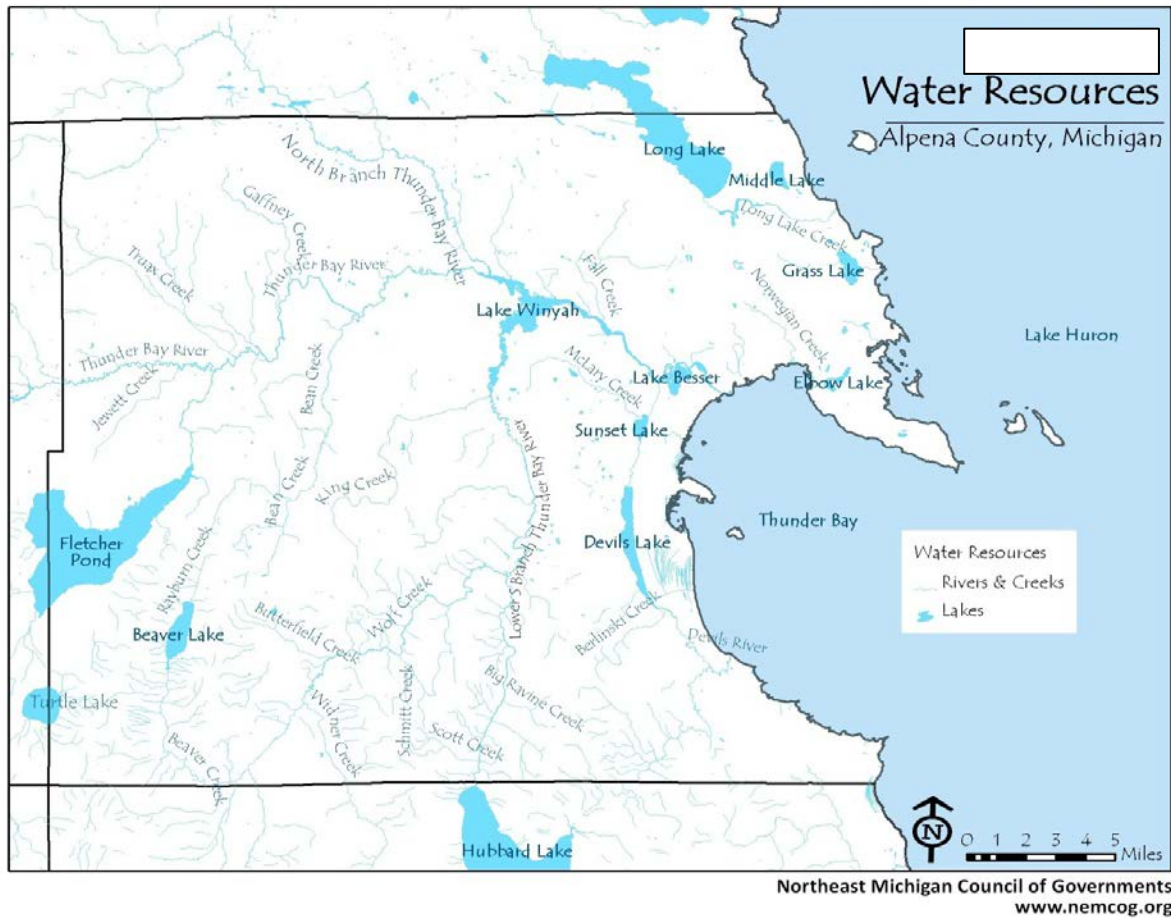 Water Resources
Alpena County, Michigan
Long Lake
Middle Lake
North Branch Thunder Bay River
Gaffney Creek
Long Lake Creek
Truax Creek
Thunder Bay River
Fall Creek
Grass Lake
Norwegian Creek
Lake Winyah
Lake Huron
Thunder Bay River
McLary Creek
Jewett Creek
Bean Creek
Lake Besser
Elbow Lake
Sunset Lake
Bean Creek
King Creek
Lower S Branch Thunder Bay River
Thunder Bay
Fletcher
Pond
Devils Lake
Water Resources
Rivers & Creeks
Lakes
Rayburn Creek
Beaver Lake
Butterfield Creek
Wolf Creek
Berlinski Creek
Devils River
Turtle Lake
Widner Creek
Schmitt Creek
Big Ravine Creek
Scott Creek
Beaver Creek
N
0 1 2 3 4 5
Miles
Hubbard Lake
Northeast Michigan Council of Governments
www.nemcog.org